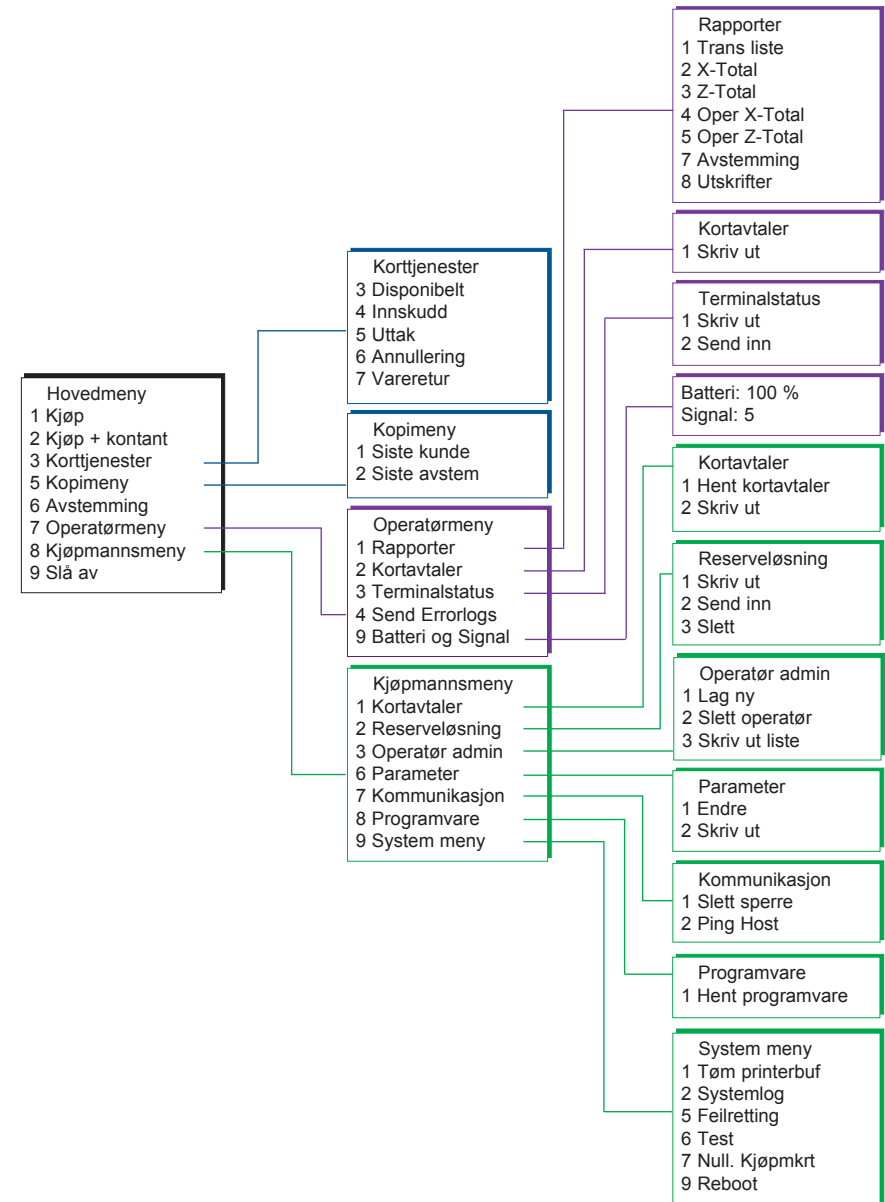 Hovedmeny
1 Kjøp
2 Kjøp + kontant
3 Korttjenester
5 Kopimeny
6 Avstemming
7 Operatørmeny
8 Kjøpmannsmeny
9 Slå av
Korttjenester
3 Disponibelt
4 Innskudd
5 Uttak
6 Annullering
7 Vareretur
Kopimeny
1 Siste kunde
2 Siste avstem
Operatørmeny
1 Rapporter
2 Kortavtaler
3 Terminalstatus
4 Send Errorlogs
9 Batteri og Signal
Kjøpmannsmeny
1 Kortavtaler
2 Reserveløsning
3 Operatør admin
6 Parameter
7 Kommunikasjon
8 Programvare
9 System meny
Rapporter
1 Trans liste
2 X-Total
3 Z-Total
4 Oper X-Total
5 Oper Z-Total
7 Avstemming
8 Utskrifter
Kortavtaler
1 Skriv ut
Terminalstatus
1 Skriv ut
2 Send inn
Batteri: 100 %
Signal: 5
Kortavtaler
1 Hent kortavtaler
2 Skriv ut
Reserveløsning
1 Skriv ut
2 Send inn
3 Slett
Operatør admin
1 Lag ny
2 Slett operatør
3 Skriv ut liste
Parameter
1 Endre
2 Skriv ut
Kommunikasjon
1 Slett sperre
2 Ping Host
Programvare
1 Hent programvare
System meny
1 Tøm printerbuf
2 Systemlog
5 Feilretting
6 Test
7 Null. Kjøpmkrt
9 Reboot